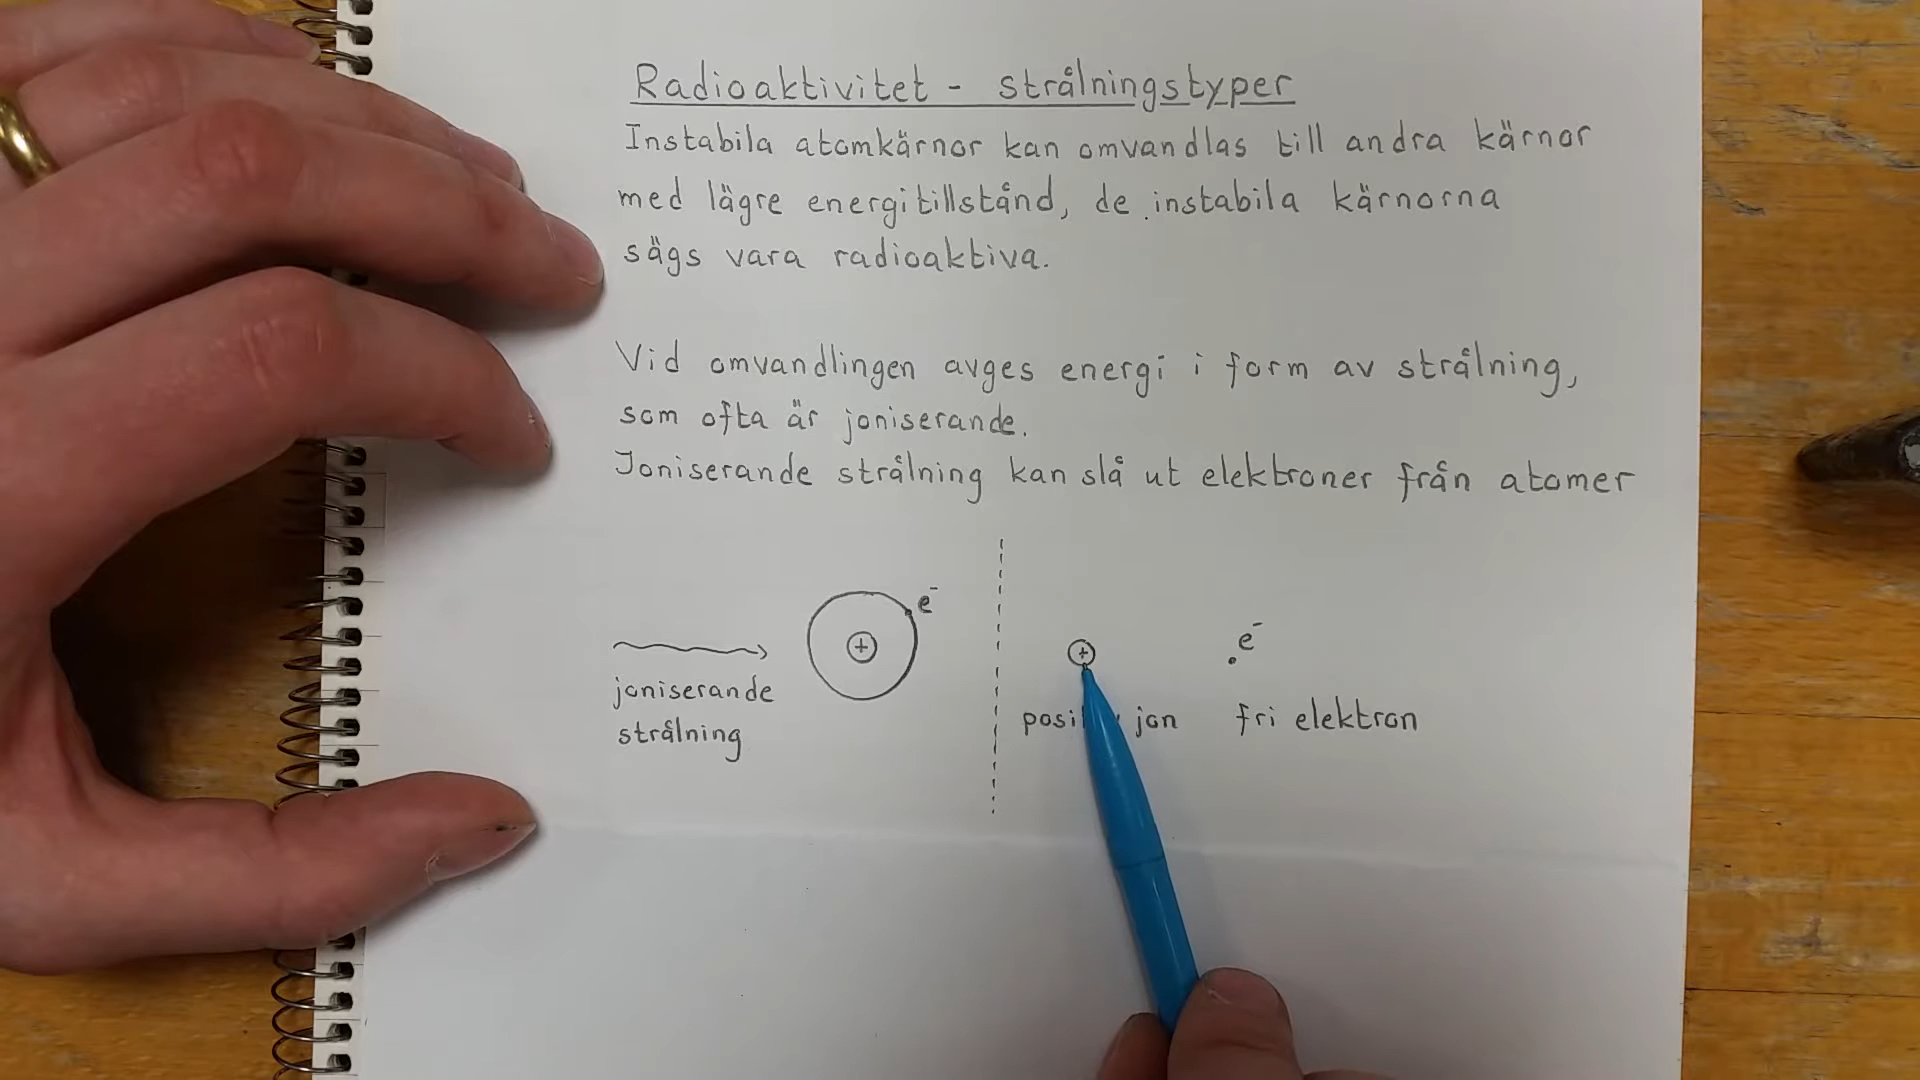 Radioaktivitet - strålningstyper
Instabila atomkärnor kan omvandlas till andra kärnor
med lägre energitillstånd, de instabila kärnorna
sägs vara radioaktiva.
Vid omvandlingen avges energi i form av strålning,
som ofta är joniserande.
Joniserande strålning kan slå ut elektroner från atomer
e⁻
+
joniserande
strålning
+
e⁻
jon
fri elektron